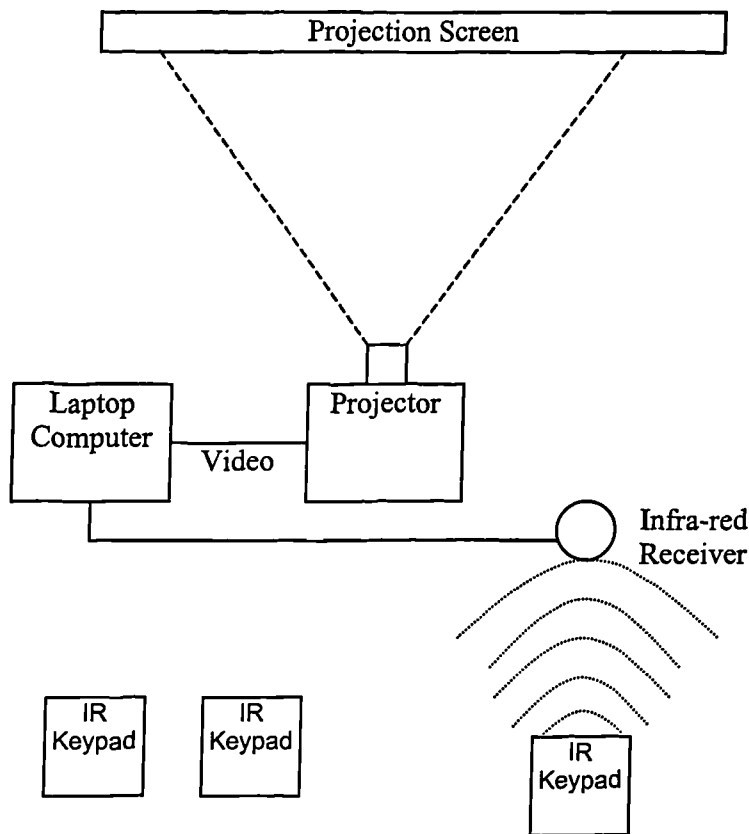 Projection Screen
Laptop
Computer
Projector
Video
Infra-red
Receiver
IR
Keypad
IR
Keypad
IR
Keypad